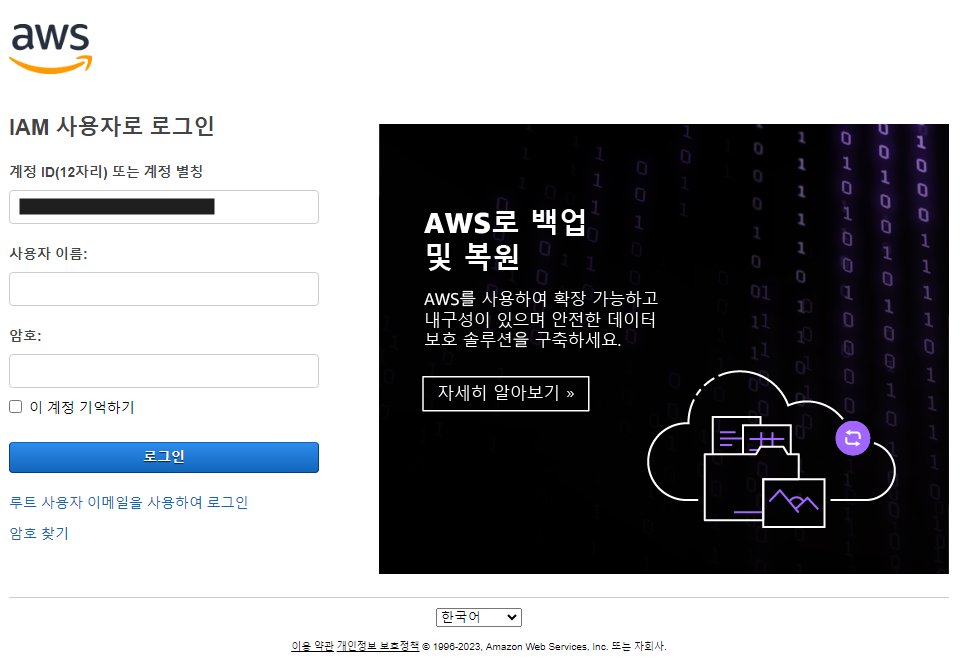 aws
IAM 사용자로 로그인
계정 ID(12자리) 또는 계정 별칭
사용자 이름:
암호:
이 계정 기억하기
로그인
루트 사용자 이메일을 사용하여 로그인
암호 찾기
AWS로 백업
및 복원
AWS를 사용하여 확장 가능하고
내구성이 있으며 안전한 데이터
보호 솔루션을 구축하세요.
자세히 알아보기 »
한국어
이용 약관 개인정보 보호정책 © 1996-2023, Amazon Web Services, Inc. 또는 자회사.